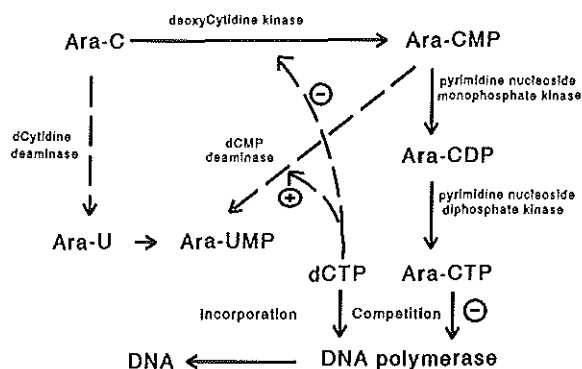 deoxyCytidine kinase
Ara-C
Ara-CMP
−
pyrimidine nucleoside
monophosphate kinase
dCytidine
deaminase
dCMP
deaminase
Ara-CDP
+
pyrimidine nucleoside
diphosphate kinase
Ara-U
Ara-UMP
dCTP
Ara-CTP
Incorporation
Competition
−
DNA
DNA polymerase